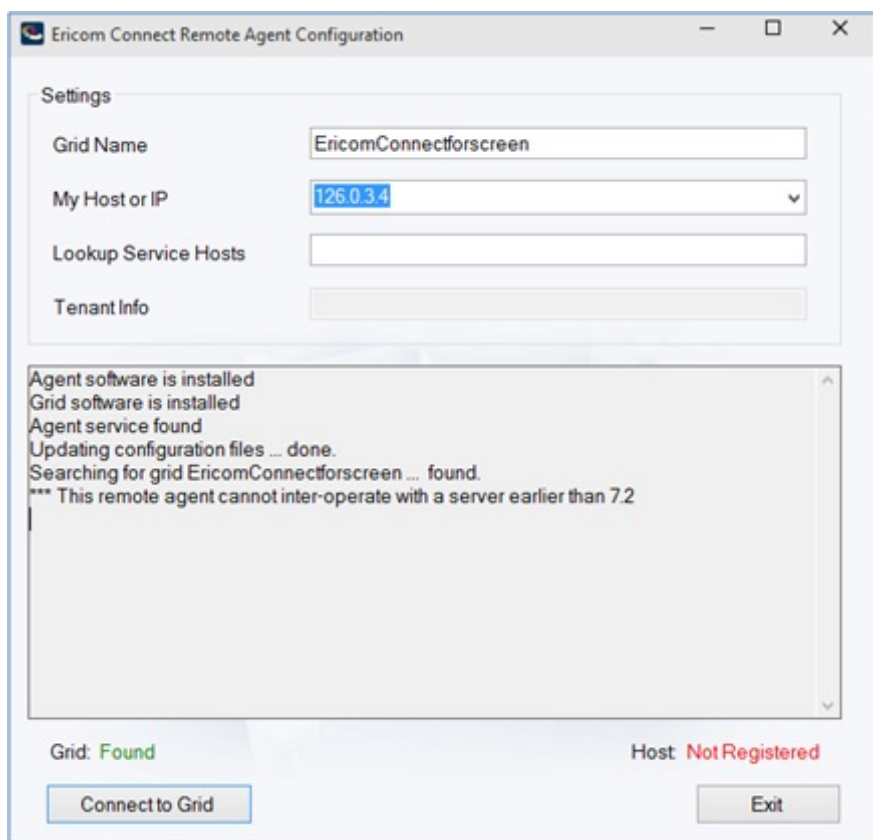 Ericom Connect Remote Agent Configuration
Settings
Grid Name
EricomConnectforscreen
My Host or IP
126.0.3.4
Lookup Service Hosts
Tenant Info
Agent software is installed
Grid software is installed
Agent service found
Updating configuration files ... done.
Searching for grid EricomConnectforscreen ... found.
*** This remote agent cannot inter-operate with a server earlier than 7.2
Grid: Found
Host: Not Registered
Connect to Grid
Exit